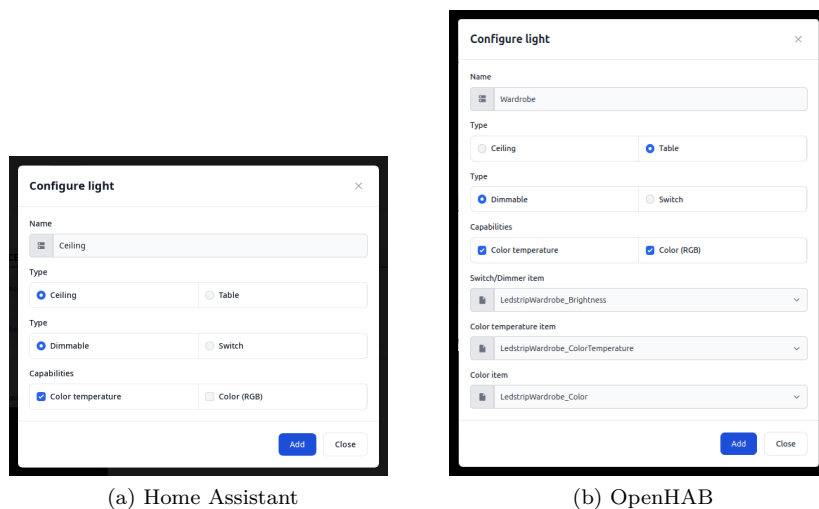 Configure light
Name
Ceiling
Type
Ceiling Table
Type
Dimmable Switch
Capabilities
Color temperature Color (RGB)
Add Close
(a) Home Assistant
Configure light
Name
Wardrobe
Type
Ceiling Table
Type
Dimmable Switch
Capabilities
Color temperature Color (RGB)
Switch/Dimmer item
LedstripWardrobe_Brightness
Color temperature item
LedstripWardrobe_ColorTemperature
Color item
LedstripWardrobe_Color
Add Close
(b) OpenHAB